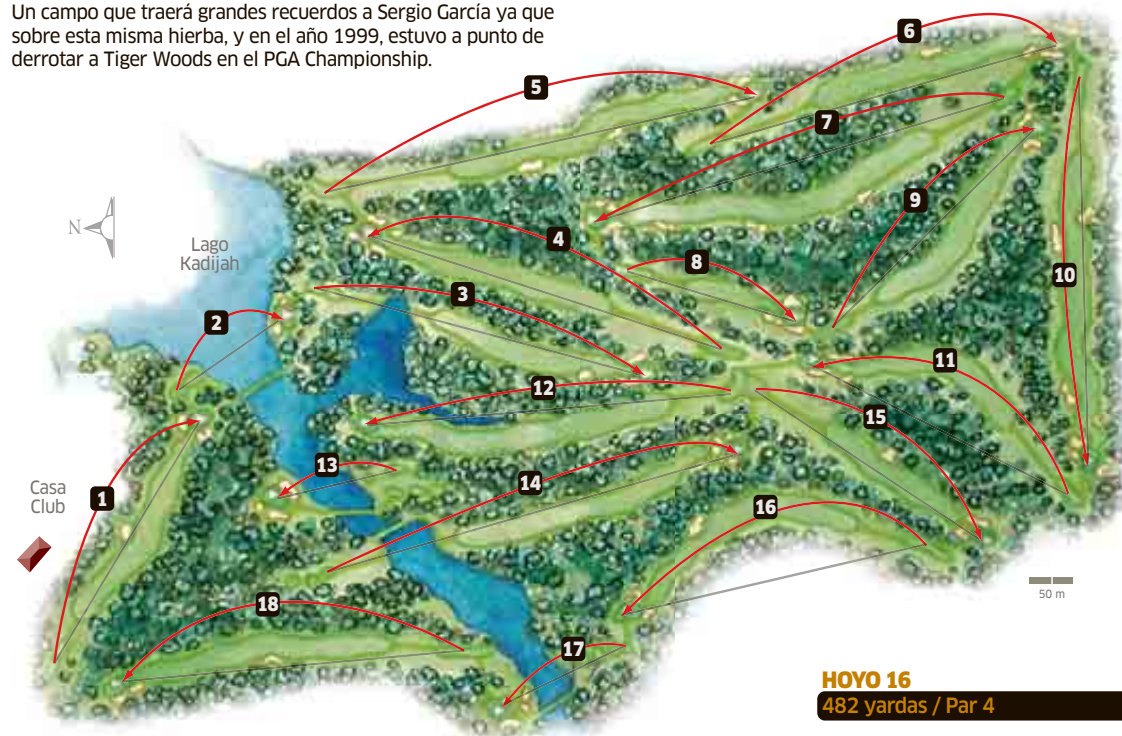 Un campo que traerá grandes recuerdos a Sergio García ya que
sobre esta misma hierba, y en el año 1999, estuvo a punto de
derrotar a Tiger Woods en el PGA Championship.
6
5
7
9
N
Lago
Kadijah
4
8
10
3
2
11
12
15
13
14
Casa
Club
1
16
50 m
18
17
HOYO 16
482 yardas / Par 4